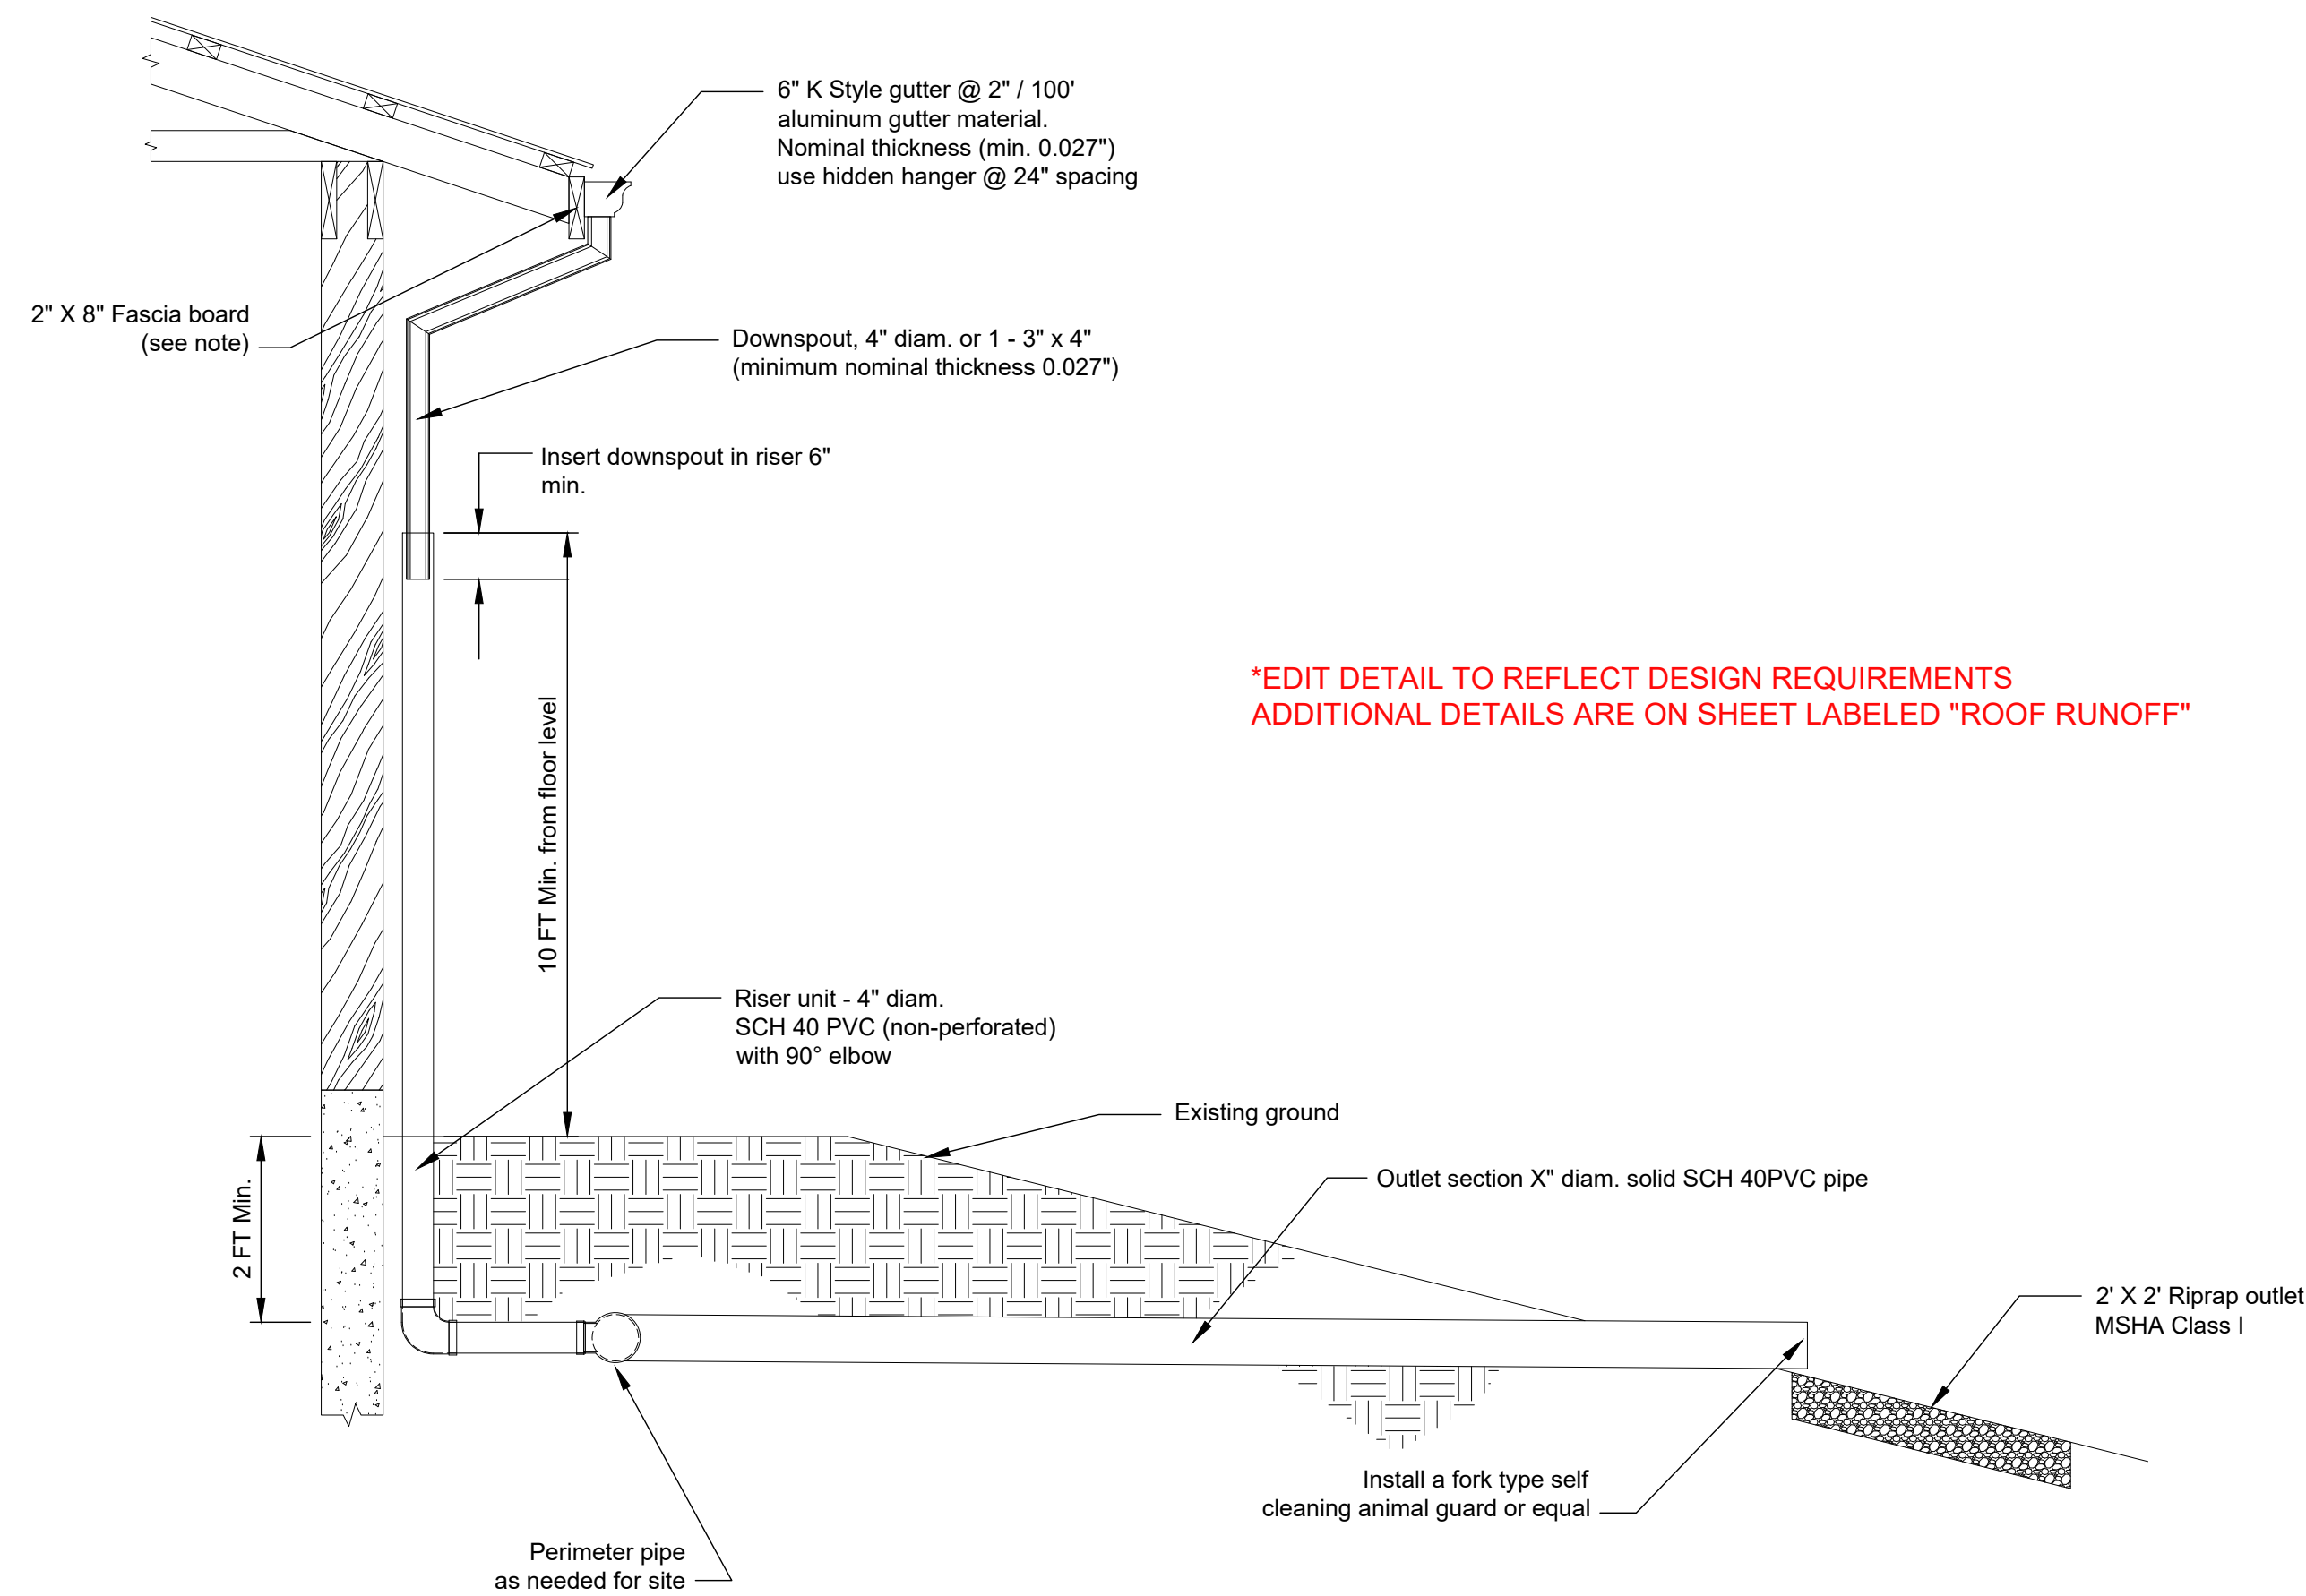 6" K Style gutter @ 2" / 100'
aluminum gutter material.
Nominal thickness (min. 0.027")
use hidden hanger @ 24" spacing
2" X 8" Fascia board
(see note)
Downspout, 4" diam. or 1 - 3" x 4"
(minimum nominal thickness 0.027")
Insert downspout in riser 6"
min.
*EDIT DETAIL TO REFLECT DESIGN REQUIREMENTS
ADDITIONAL DETAILS ARE ON SHEET LABELED "ROOF RUNOFF"
10 FT Min. from floor level
Riser unit - 4" diam.
SCH 40 PVC (non-perforated)
with 90° elbow
Existing ground
Outlet section X" diam. solid SCH 40PVC pipe
2 FT Min.
2' X 2' Riprap outlet
MSHA Class I
Install a fork type self
cleaning animal guard or equal
Perimeter pipe
as needed for site